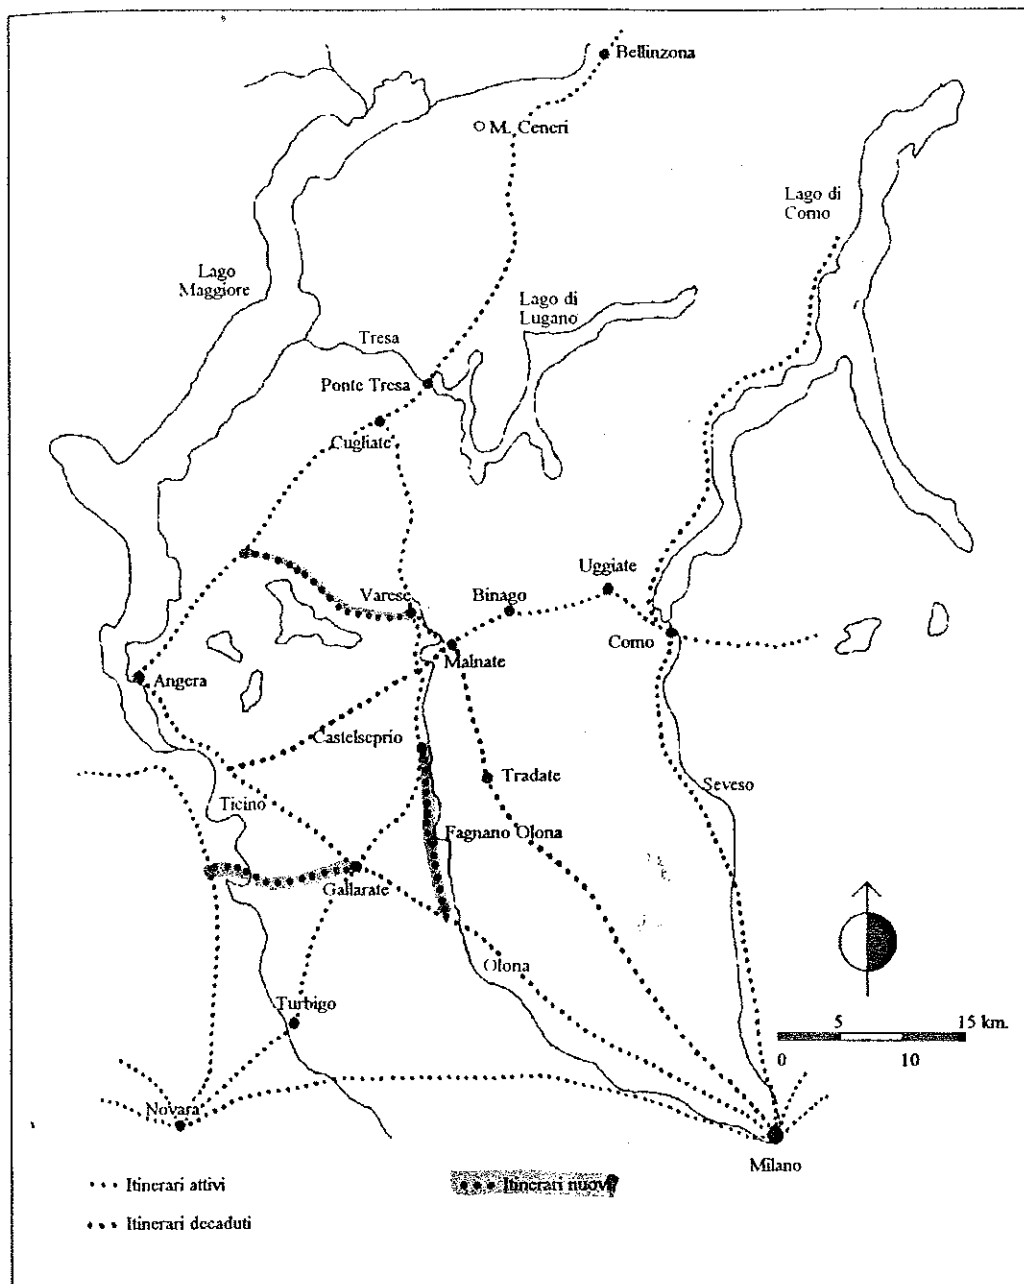 Bellinzona
M. Ceneri
Lago di
Como
Lago
Maggiore
Lago di
Lugano
Tresa
Ponte Tresa
Cugliate
Uggiate
Varese
Binago
Como
Malnate
Angera
Castelseprio
Tradate
Seveso
Ticino
Fagnano Olona
Gallarate
Olona
Turbigo
5
15 km.
0
10
Novara
Milano
Itinerari attivi
Itinerari nuovi
Itinerari decaduti